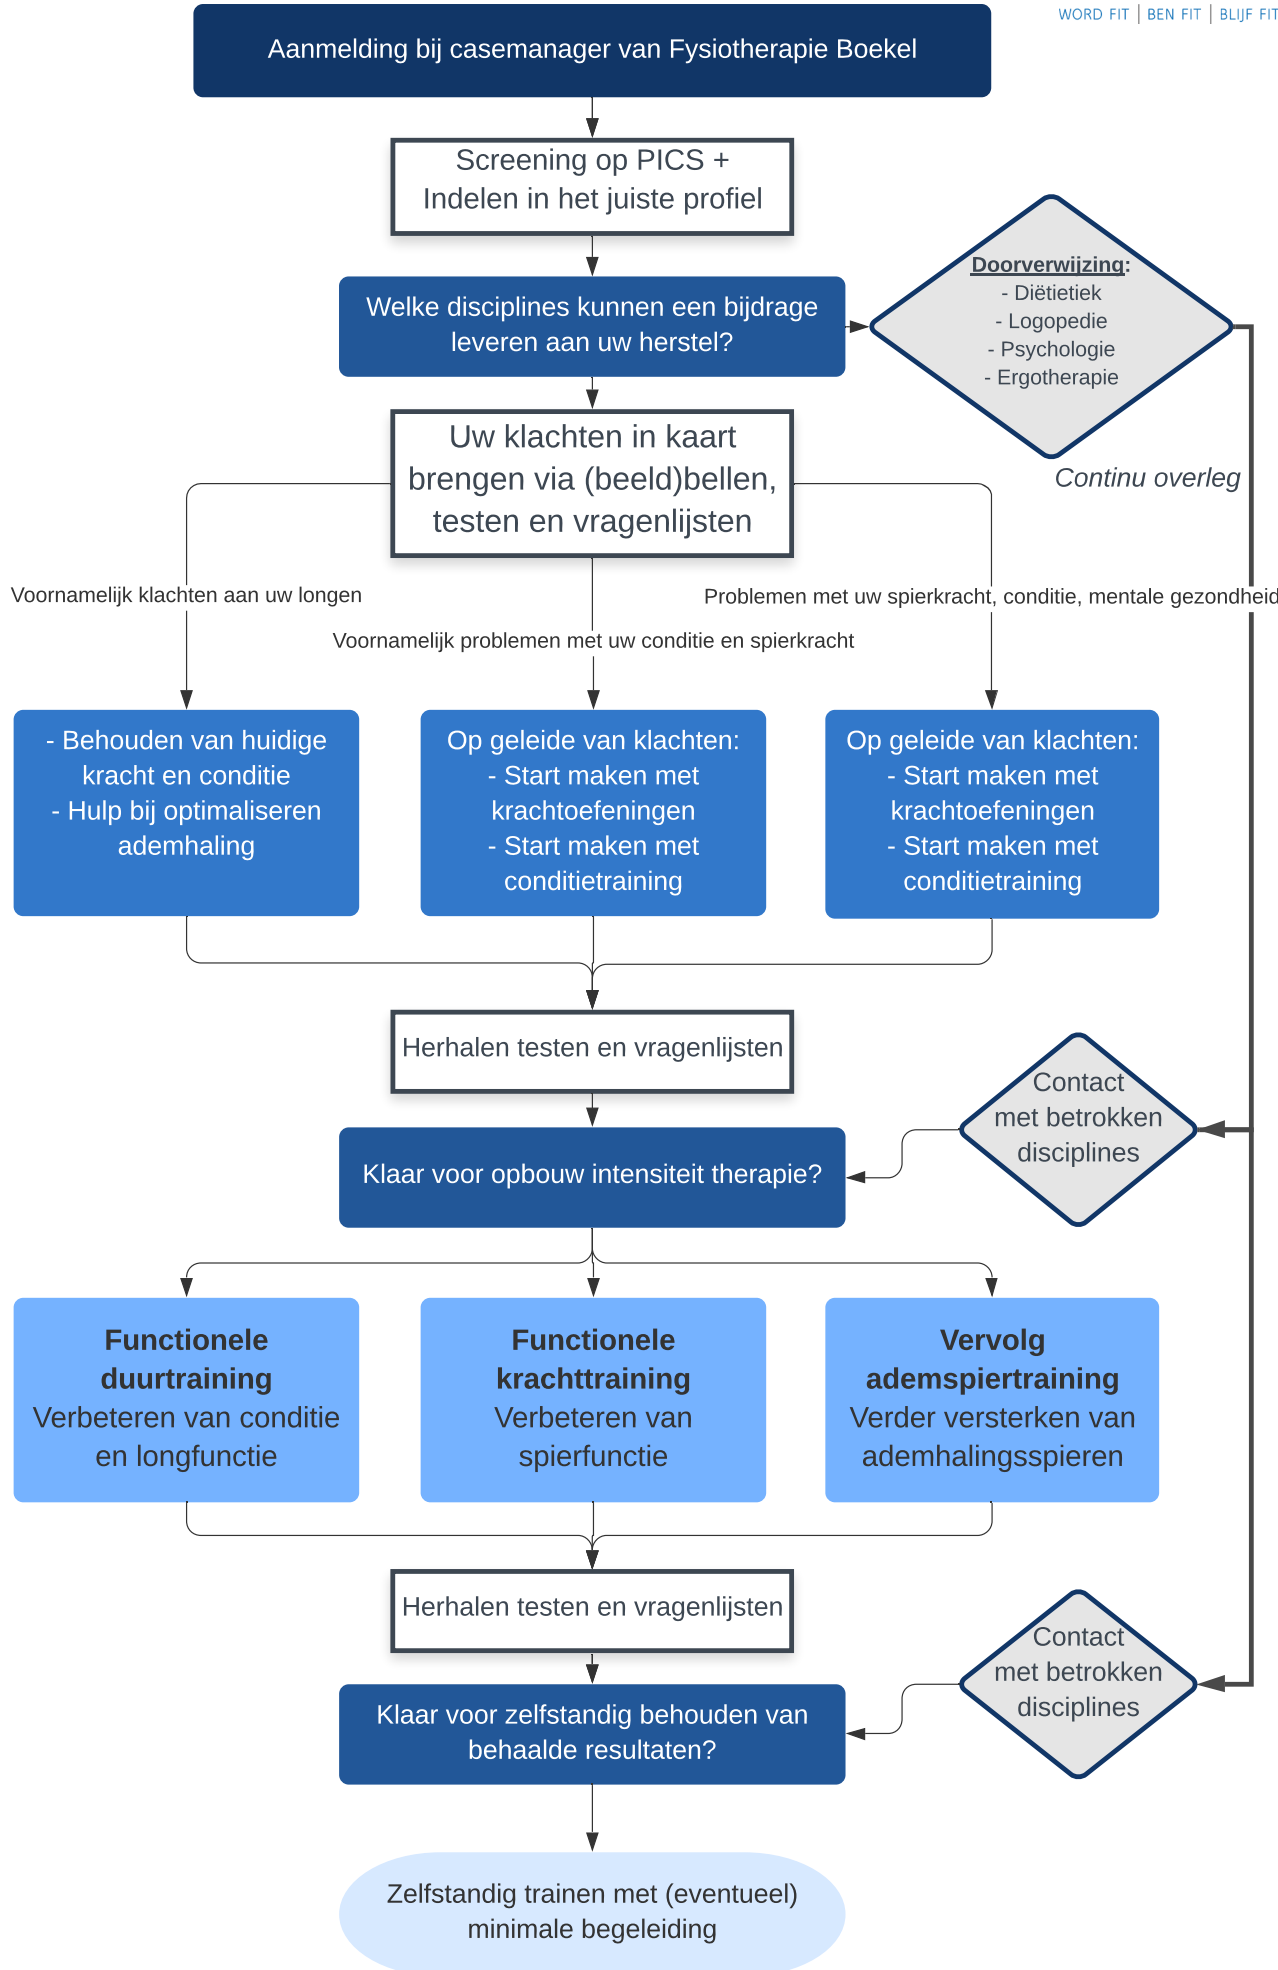 WORD FIT | BEN FIT | BLIJF FIT
Aanmelding bij casemanager van Fysiotherapie Boekel
Screening op PICS +
Indelen in het juiste profiel
Welke disciplines kunnen een bijdrage
leveren aan uw herstel?
Doorverwijzing:
- Diëtietiek
- Logopedie
- Psychologie
- Ergotherapie
Uw klachten in kaart
brengen via (beeld)bellen,
testen en vragenlijsten
Continu overleg
Voornamelijk klachten aan uw longen
Voornamelijk problemen met uw conditie en spierkracht
Problemen met uw spierkracht, conditie, mentale gezondheid
- Behouden van huidige
kracht en conditie
- Hulp bij optimaliseren
ademhaling
Op geleide van klachten:
- Start maken met
krachtoefeningen
- Start maken met
conditietraining
Op geleide van klachten:
- Start maken met
krachtoefeningen
- Start maken met
conditietraining
Herhalen testen en vragenlijsten
Contact
met betrokken
disciplines
Klaar voor opbouw intensiteit therapie?
Functionele
duurtraining
Verbeteren van conditie
en longfunctie
Functionele
krachttraining
Verbeteren van
spierfunctie
Vervolg
ademspiertraining
Verder versterken van
ademhalingsspieren
Herhalen testen en vragenlijsten
Contact
met betrokken
disciplines
Klaar voor zelfstandig behouden van
behaalde resultaten?
Zelfstandig trainen met (eventueel)
minimale begeleiding